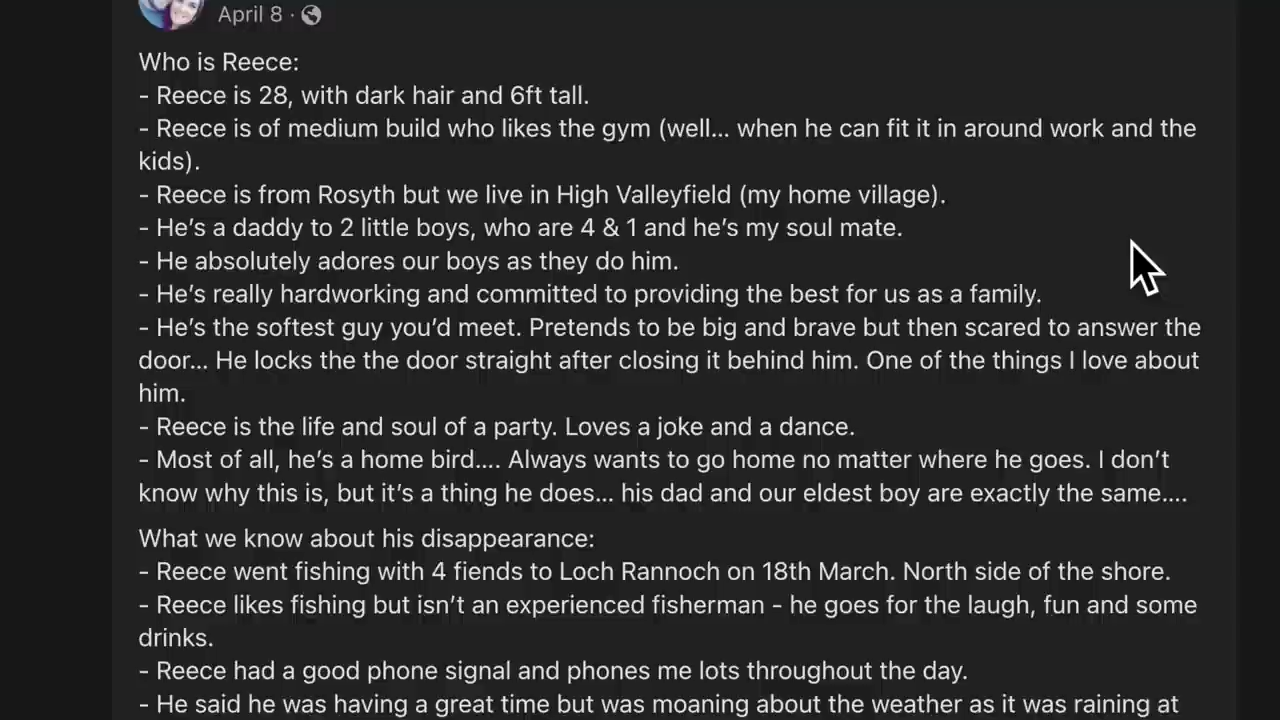 April 8 ·
Who is Reece:
- Reece is 28, with dark hair and 6ft tall.
- Reece is of medium build who likes the gym (well... when he can fit it in around work and the
kids).
- Reece is from Rosyth but we live in High Valleyfield (my home village).
- He’s a daddy to 2 little boys, who are 4 & 1 and he’s my soul mate.
- He absolutely adores our boys as they do him.
- He’s really hardworking and committed to providing the best for us as a family.
- He’s the softest guy you’d meet. Pretends to be big and brave but then scared to answer the
door... He locks the the door straight after closing it behind him. One of the things I love about
him.
- Reece is the life and soul of a party. Loves a joke and a dance.
- Most of all, he’s a home bird.... Always wants to go home no matter where he goes. I don’t
know why this is, but it’s a thing he does... his dad and our eldest boy are exactly the same....
What we know about his disappearance:
- Reece went fishing with 4 fiends to Loch Rannoch on 18th March. North side of the shore.
- Reece likes fishing but isn’t an experienced fisherman - he goes for the laugh, fun and some
drinks.
- Reece had a good phone signal and phones me lots throughout the day.
- He said he was having a great time but was moaning about the weather as it was raining at